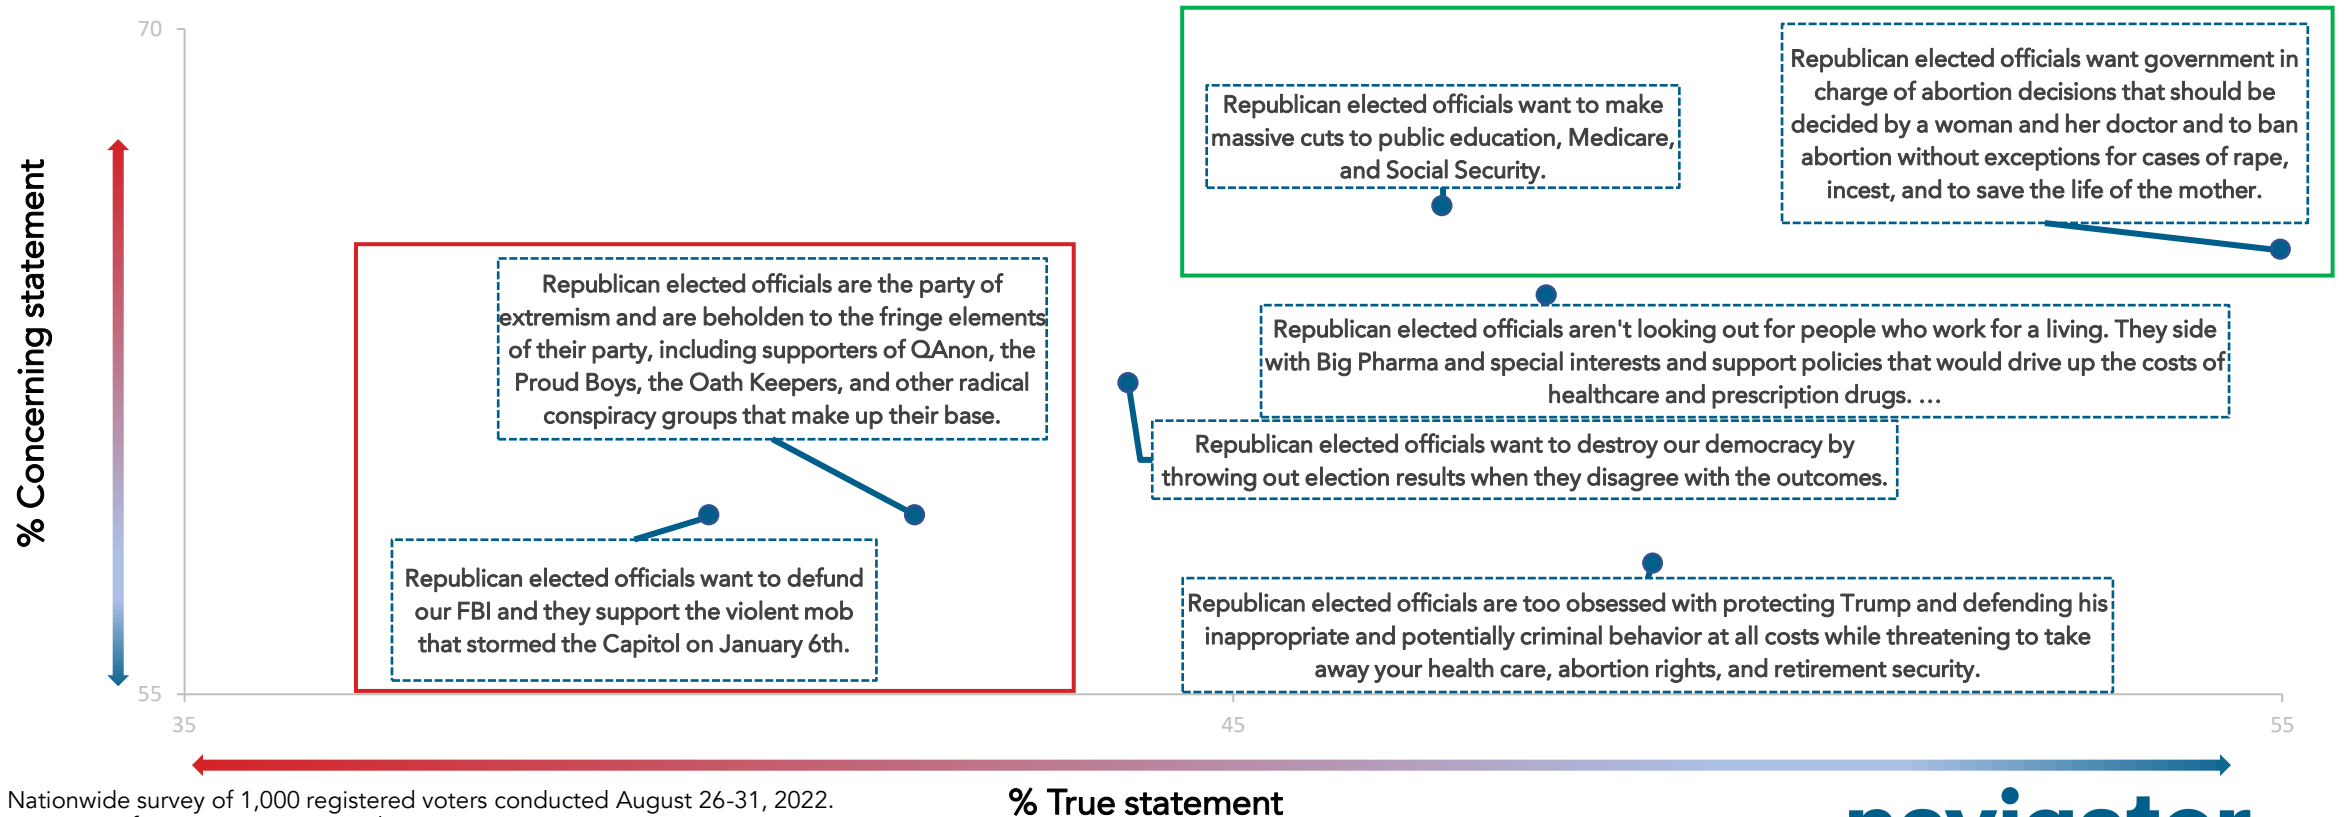 70
Republican elected officials want government in
charge of abortion decisions that should be
decided by a woman and her doctor and to ban
abortion without exceptions for cases of rape,
incest, and to save the life of the mother.
Republican elected officials want to make
massive cuts to public education, Medicare,
and Social Security.
% Concerning statement
Republican elected officials are the party of
extremism and are beholden to the fringe elements
of their party, including supporters of QAnon, the
Proud Boys, the Oath Keepers, and other radical
conspiracy groups that make up their base.
Republican elected officials aren't looking out for people who work for a living. They side
with Big Pharma and special interests and support policies that would drive up the costs of
healthcare and prescription drugs. …
Republican elected officials want to destroy our democracy by
throwing out election results when they disagree with the outcomes.
Republican elected officials want to defund
our FBI and they support the violent mob
that stormed the Capitol on January 6th.
Republican elected officials are too obsessed with protecting Trump and defending his
inappropriate and potentially criminal behavior at all costs while threatening to take
away your health care, abortion rights, and retirement security.
55
35
45
55
% True statement
Nationwide survey of 1,000 registered voters conducted August 26-31, 2022.
navigator